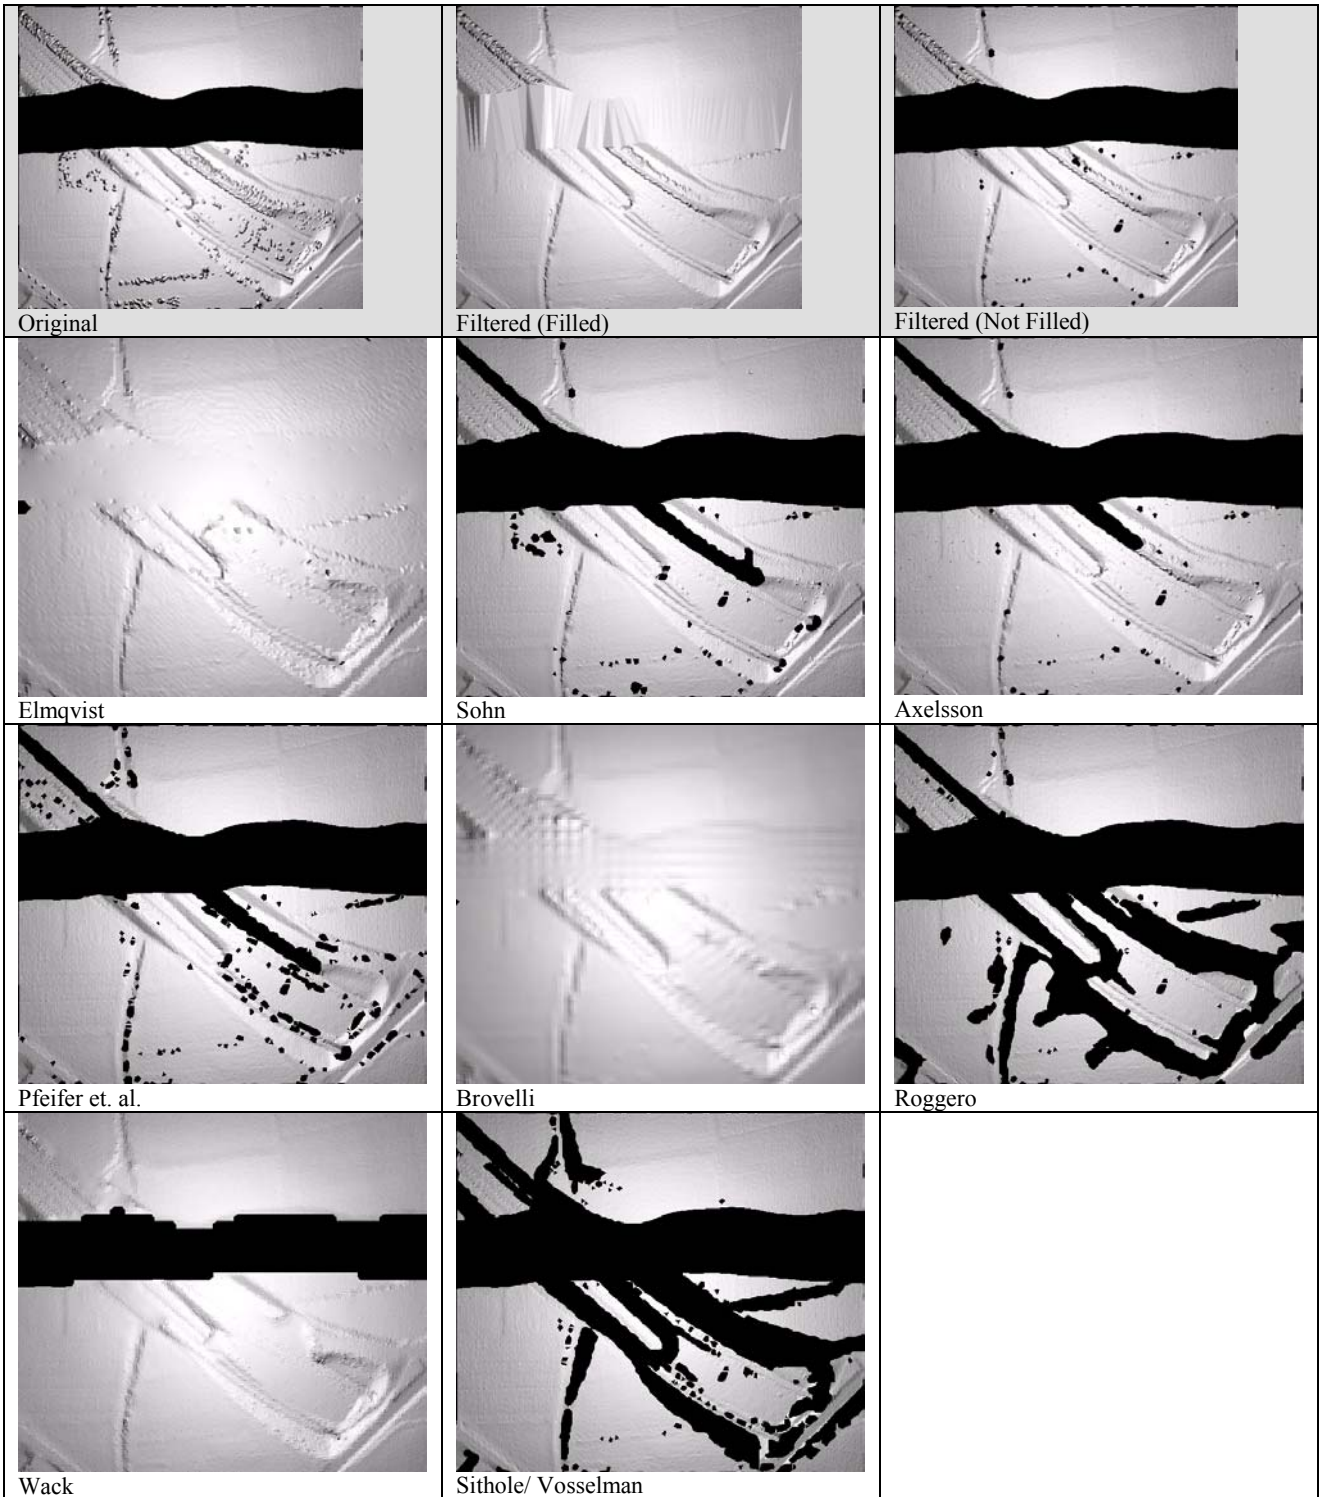 Original
Filtered (Filled)
Filtered (Not Filled)
Elmqvist
Sohn
Axelsson
Pfeifer et. al.
Brovelli
Roggero
Wack
Sithole/ Vosselman